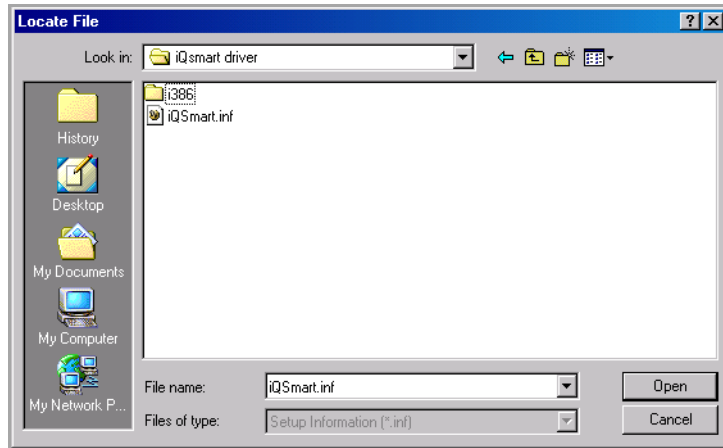 Locate File
Look in: iQsmart driver
i386
iQSmart.inf
History
Desktop
My Documents
My Computer
My Network P...
File name: iQSmart.inf Open
Files of type: Setup Information (*.inf) Cancel